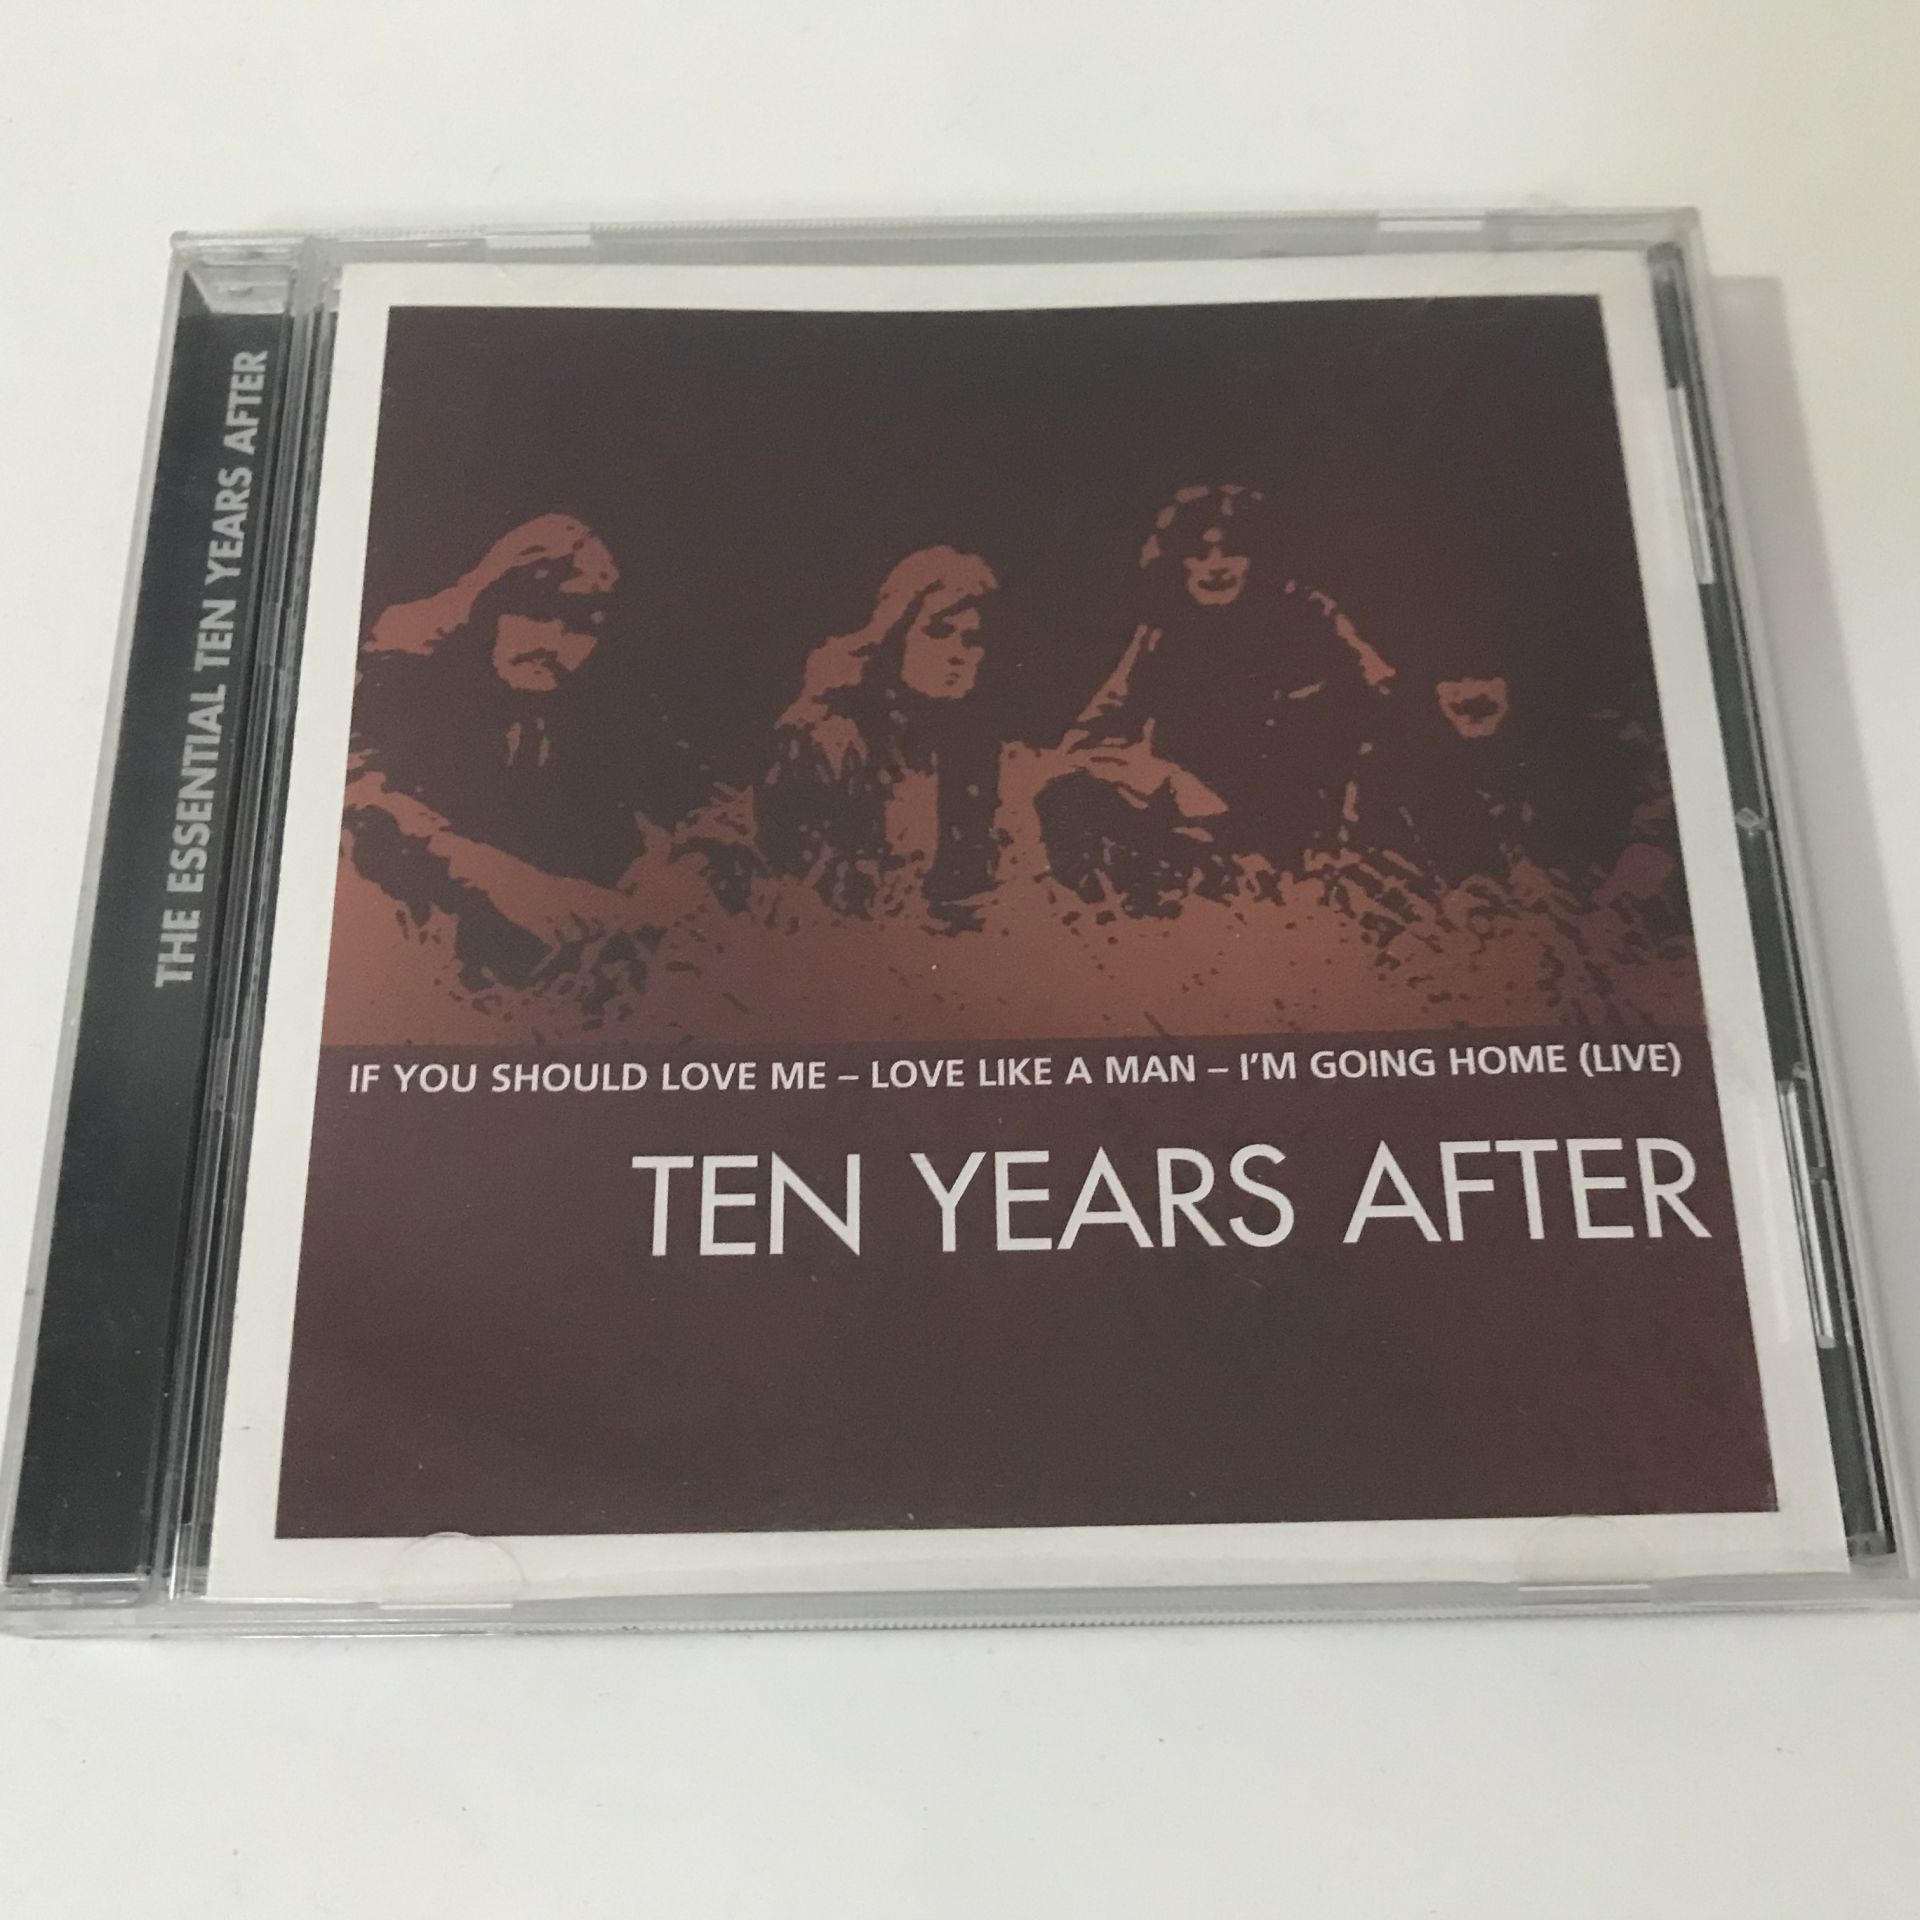 THE ESSENTIAL TEN YEARS AFTER
IF YOU SHOULD LOVE ME – LOVE LIKE A MAN – I'M GOING HOME (LIVE)
TEN YEARS AFTER